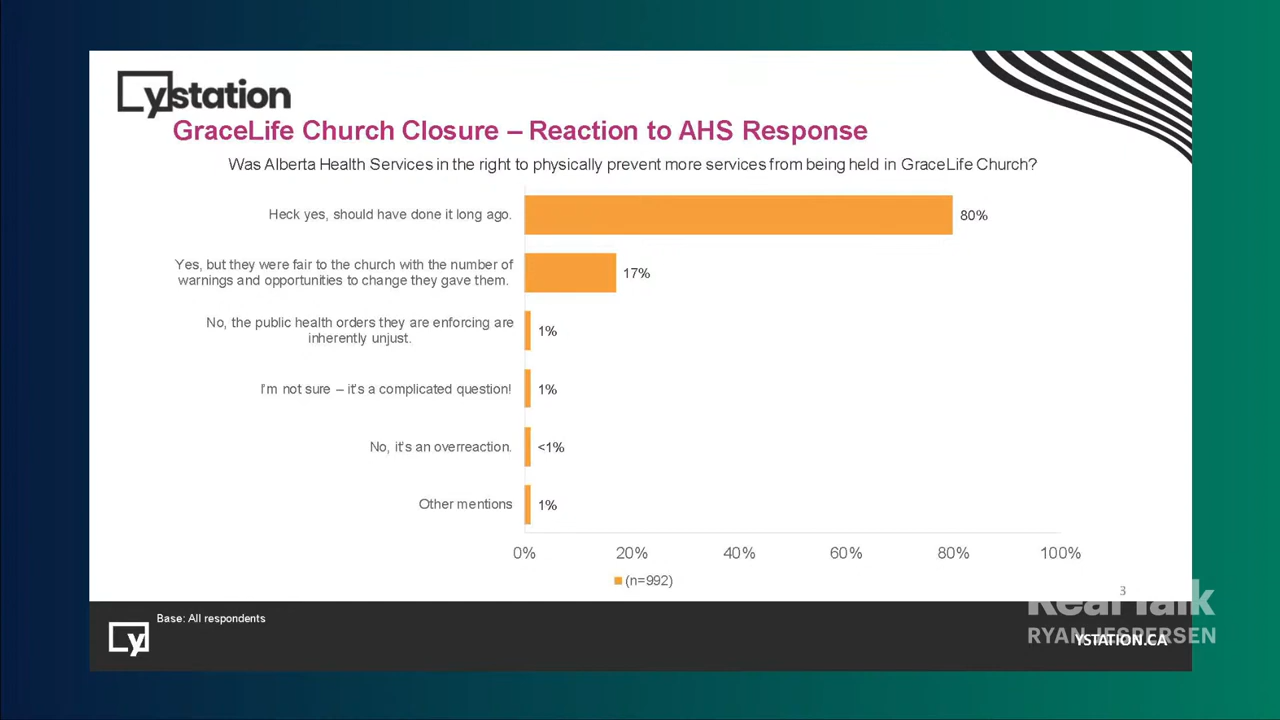 ystation
GraceLife Church Closure – Reaction to AHS Response
Was Alberta Health Services in the right to physically prevent more services from being held in GraceLife Church?
Heck yes, should have done it long ago.
80%
Yes, but they were fair to the church with the number of
warnings and opportunities to change they gave them.
17%
No, the public health orders they are enforcing are
inherently unjust.
1%
I'm not sure – it's a complicated question!
1%
No, it's an overreaction.
<1%
Other mentions
1%
0% 20% 40% 60% 80% 100%
(n=992)
3
Base: All respondents
y
Real Talk
RYAN JESPERSEN
YSTATION.CA